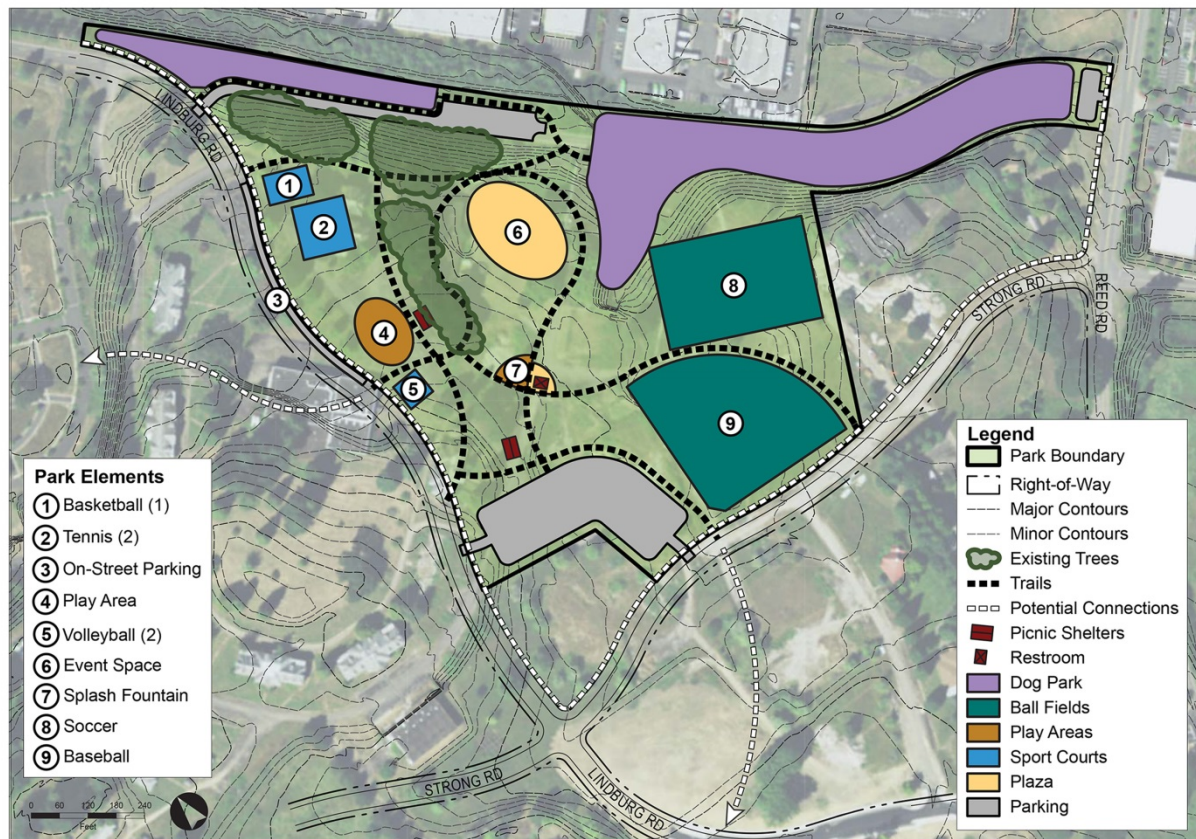 LINDBURG RD
1
2
3
4
5
6
7
8
9
STRONG RD
REED RD
STRONG RD
LINDBURG RD
Park Elements
1 Basketball (1)
2 Tennis (2)
3 On-Street Parking
4 Play Area
5 Volleyball (2)
6 Event Space
7 Splash Fountain
8 Soccer
9 Baseball
0 60 120 180 240
Feet
Legend
Park Boundary
Right-of-Way
Major Contours
Minor Contours
Existing Trees
Trails
Potential Connections
Picnic Shelters
Restroom
Dog Park
Ball Fields
Play Areas
Sport Courts
Plaza
Parking